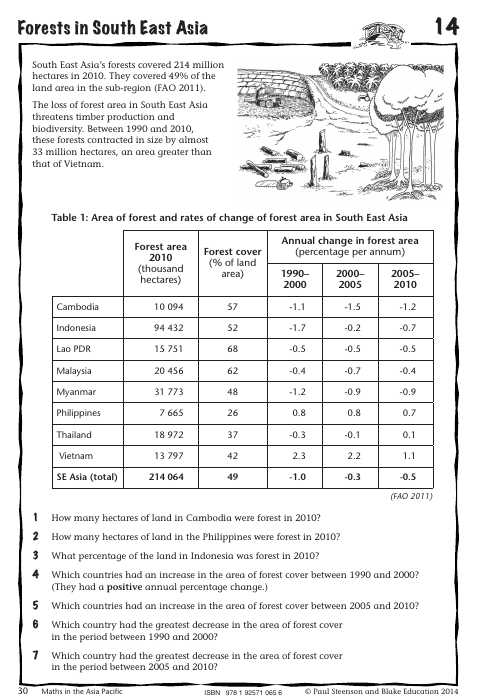 Forests in South East Asia
14
South East Asia's forests covered 214 million
hectares in 2010. They covered 49% of the
land area in the sub-region (FAO 2011).
The loss of forest area in South East Asia
threatens timber production and
biodiversity. Between 1990 and 2010,
these forests contracted in size by almost
33 million hectares, an area greater than
that of Vietnam.
Table 1: Area of forest and rates of change of forest area in South East Asia
Forest area
2010
(thousand
hectares)
Forest cover
(% of land
area)
Annual change in forest area
(percentage per annum)
1990–
2000
2000–
2005
2005–
2010
Cambodia 10 094 57 -1.1 -1.5 -1.2
Indonesia 94 432 52 -1.7 -0.2 -0.7
Lao PDR 15 751 68 -0.5 -0.5 -0.5
Malaysia 20 456 62 -0.4 -0.7 -0.4
Myanmar 31 773 48 -1.2 -0.9 -0.9
Philippines 7 665 26 0.8 0.8 0.7
Thailand 18 972 37 -0.3 -0.1 0.1
Vietnam 13 797 42 2.3 2.2 1.1
SE Asia (total) 214 064 49 -1.0 -0.3 -0.5
(FAO 2011)
1 How many hectares of land in Cambodia were forest in 2010?
2 How many hectares of land in the Philippines were forest in 2010?
3 What percentage of the land in Indonesia was forest in 2010?
4 Which countries had an increase in the area of forest cover between 1990 and 2000?
(They had a positive annual percentage change.)
5 Which countries had an increase in the area of forest cover between 2005 and 2010?
6 Which country had the greatest decrease in the area of forest cover
in the period between 1990 and 2000?
7 Which country had the greatest decrease in the area of forest cover
in the period between 2005 and 2010?
30 Maths in the Asia Pacific ISBN 978 1 92571 065 6 © Paul Steenson and Blake Education 2014